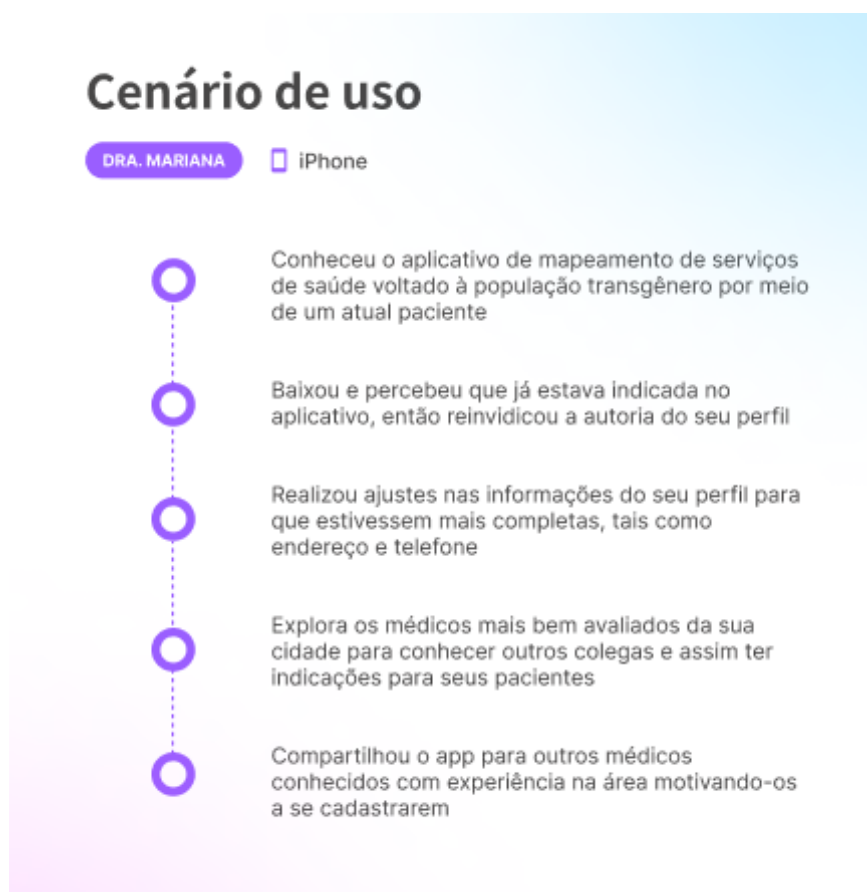 Cenário de uso
DRA. MARIANA
iPhone
Conheceu o aplicativo de mapeamento de serviços
de saúde voltado à população transgênero por meio
de um atual paciente
Baixou e percebeu que já estava indicada no
aplicativo, então reinvidicou a autoria do seu perfil
Realizou ajustes nas informações do seu perfil para
que estivessem mais completas, tais como
endereço e telefone
Explora os médicos mais bem avaliados da sua
cidade para conhecer outros colegas e assim ter
indicações para seus pacientes
Compartilhou o app para outros médicos
conhecidos com experiência na área motivando-os
a se cadastrarem